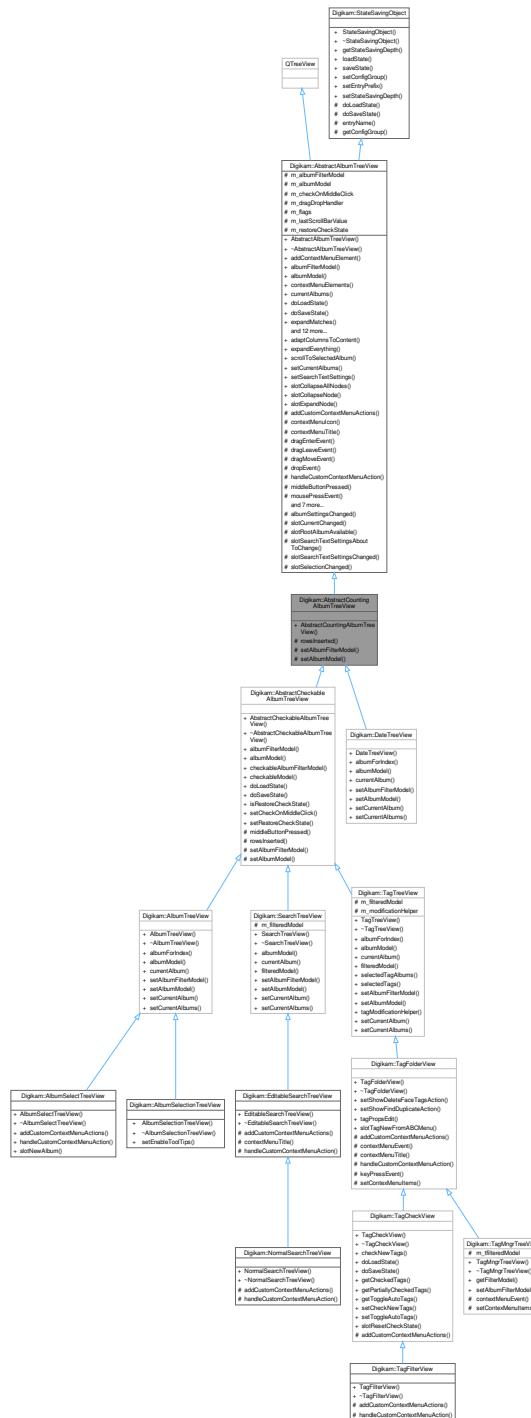 Digikam::StateSavingObject
+ StateSavingObject()
+ ~StateSavingObject()
+ getStateSavingDepth()
+ loadState()
+ saveState()
+ setConfigGroup()
+ setEntryPrefix()
+ setStateSavingDepth()
# doLoadState()
# doSaveState()
# entryName()
# getConfigGroup()
QTreeView
Digikam::AbstractAlbumTreeView
# m_albumFilterModel
# m_albumModel
# m_checkOnMiddleClick
# m_dragDropHandler
# m_flags
# m_lastScrollBarValue
# m_restoreCheckState
+ AbstractAlbumTreeView()
+ ~AbstractAlbumTreeView()
+ addContextMenuElement()
+ albumFilterModel()
+ albumModel()
+ contextMenuElements()
+ currentAlbums()
+ doLoadState()
+ doSaveState()
+ expandMatches()
and 12 more...
+ adaptColumnsToContent()
+ expandEverything()
+ scrollToSelectedAlbum()
+ setCurrentAlbums()
+ setSearchTextSettings()
+ slotCollapseAllNodes()
+ slotCollapseNode()
+ slotExpandNode()
# addCustomContextMenuActions()
# contextMenuIcon()
# contextMenuTitle()
# dragEnterEvent()
# dragLeaveEvent()
# dragMoveEvent()
# dropEvent()
# handleCustomContextMenuAction()
# middleButtonPressed()
# mousePressEvent()
and 7 more...
# albumSettingsChanged()
# slotCurrentChanged()
# slotRootAlbumAvailable()
# slotSearchTextSettingsAbout
ToChange()
# slotSearchTextSettingsChanged()
# slotSelectionChanged()
Digikam::AbstractCounting
AlbumTreeView
+ AbstractCountingAlbumTree
View()
# rowsInserted()
# setAlbumFilterModel()
# setAlbumModel()
Digikam::AbstractCheckable
AlbumTreeView
+ AbstractCheckableAlbumTree
View()
+ ~AbstractCheckableAlbumTree
View()
+ albumFilterModel()
+ albumModel()
+ checkableAlbumFilterModel()
+ checkableModel()
+ doLoadState()
+ doSaveState()
+ isRestoreCheckState()
+ setCheckOnMiddleClick()
+ setRestoreCheckState()
# middleButtonPressed()
# rowsInserted()
# setAlbumFilterModel()
# setAlbumModel()
Digikam::DateTreeView
+ DateTreeView()
+ albumForIndex()
+ albumModel()
+ currentAlbum()
+ setAlbumFilterModel()
+ setAlbumModel()
+ setCurrentAlbum()
+ setCurrentAlbums()
Digikam::AlbumTreeView
+ AlbumTreeView()
+ ~AlbumTreeView()
+ albumForIndex()
+ albumModel()
+ currentAlbum()
+ setAlbumFilterModel()
+ setAlbumModel()
+ setCurrentAlbum()
+ setCurrentAlbums()
Digikam::SearchTreeView
# m_filteredModel
+ SearchTreeView()
+ ~SearchTreeView()
+ albumModel()
+ currentAlbum()
+ filteredModel()
+ setAlbumFilterModel()
+ setAlbumModel()
+ setCurrentAlbum()
+ setCurrentAlbums()
Digikam::TagTreeView
# m_filteredModel
# m_modificationHelper
+ TagTreeView()
+ ~TagTreeView()
+ albumForIndex()
+ albumModel()
+ currentAlbum()
+ filteredModel()
+ selectedTagAlbums()
+ selectedTags()
+ setAlbumFilterModel()
+ setAlbumModel()
+ tagModificationHelper()
+ setCurrentAlbum()
+ setCurrentAlbums()
Digikam::AlbumSelectTreeView
+ AlbumSelectTreeView()
+ ~AlbumSelectTreeView()
# addCustomContextMenuActions()
# handleCustomContextMenuAction()
# slotNewAlbum()
Digikam::AlbumSelectionTreeView
+ AlbumSelectionTreeView()
+ ~AlbumSelectionTreeView()
+ setEnableToolTips()
Digikam::EditableSearchTreeView
+ EditableSearchTreeView()
+ ~EditableSearchTreeView()
# addCustomContextMenuActions()
# contextMenuTitle()
# handleCustomContextMenuAction()
Digikam::TagFolderView
+ TagFolderView()
+ ~TagFolderView()
+ setShowDeleteFaceTagsAction()
+ setShowFindDuplicateAction()
+ tagPropsEdit()
+ slotTagNewFromABCMenu()
# addCustomContextMenuActions()
# contextMenuEvent()
# contextMenuTitle()
# handleCustomContextMenuAction()
# keyPressEvent()
# setContexMenuItems()
Digikam::NormalSearchTreeView
+ NormalSearchTreeView()
+ ~NormalSearchTreeView()
# addCustomContextMenuActions()
# handleCustomContextMenuAction()
Digikam::TagCheckView
+ TagCheckView()
+ ~TagCheckView()
+ checkNewTags()
+ doLoadState()
+ doSaveState()
+ getCheckedTags()
+ getPartiallyCheckedTags()
+ getToggleAutoTags()
+ setCheckNewTags()
+ setToggleAutoTags()
+ slotResetCheckState()
# addCustomContextMenuActions()
Digikam::TagMngrTreeVie
# m_tfilteredModel
+ TagMngrTreeView()
+ ~TagMngrTreeView()
+ getFilterModel()
+ setAlbumFilterModel()
# contextMenuEvent()
# setContexMenuItems
Digikam::TagFilterView
+ TagFilterView()
+ ~TagFilterView()
# addCustomContextMenuActions()
# handleCustomContextMenuAction()